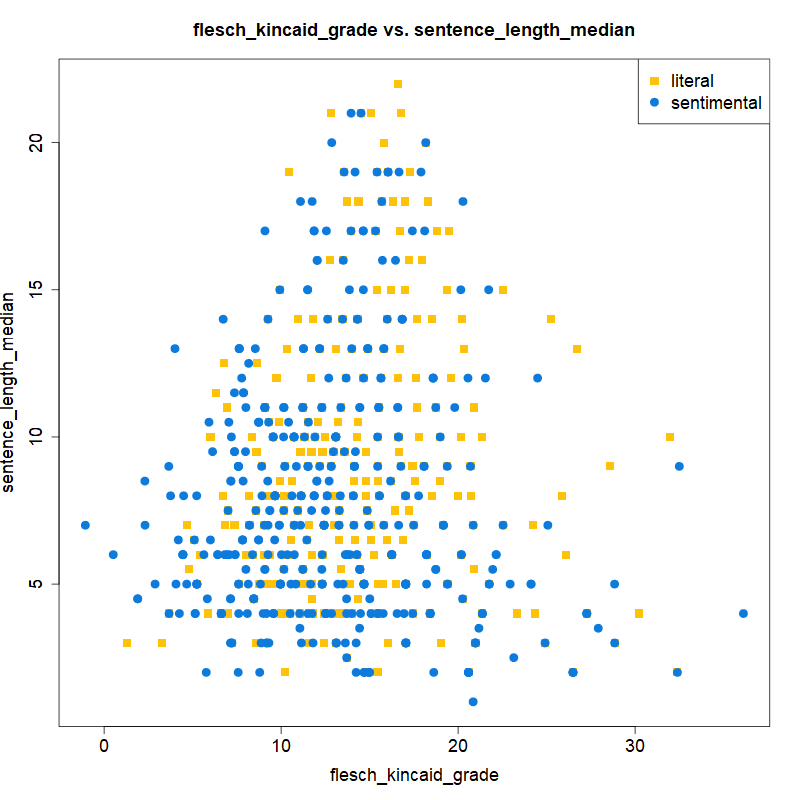 flesch_kincaid_grade vs. sentence_length_median
literal
sentimental
sentence_length_median
20
15
10
5
0
10
20
30
flesch_kincaid_grade